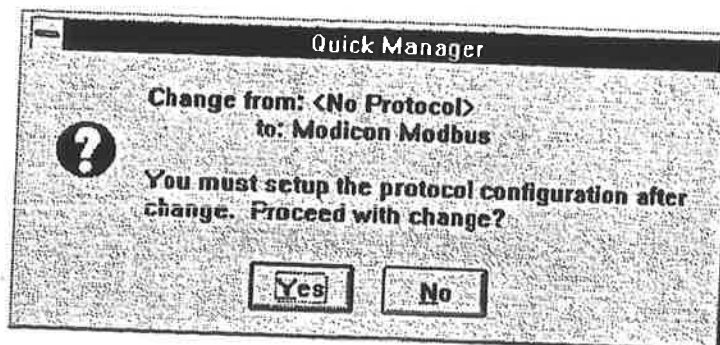 Quick Manager
Change from: <No Protocol>
to: Modicon Modbus
You must setup the protocol configuration after
change. Proceed with change?
Yes
No